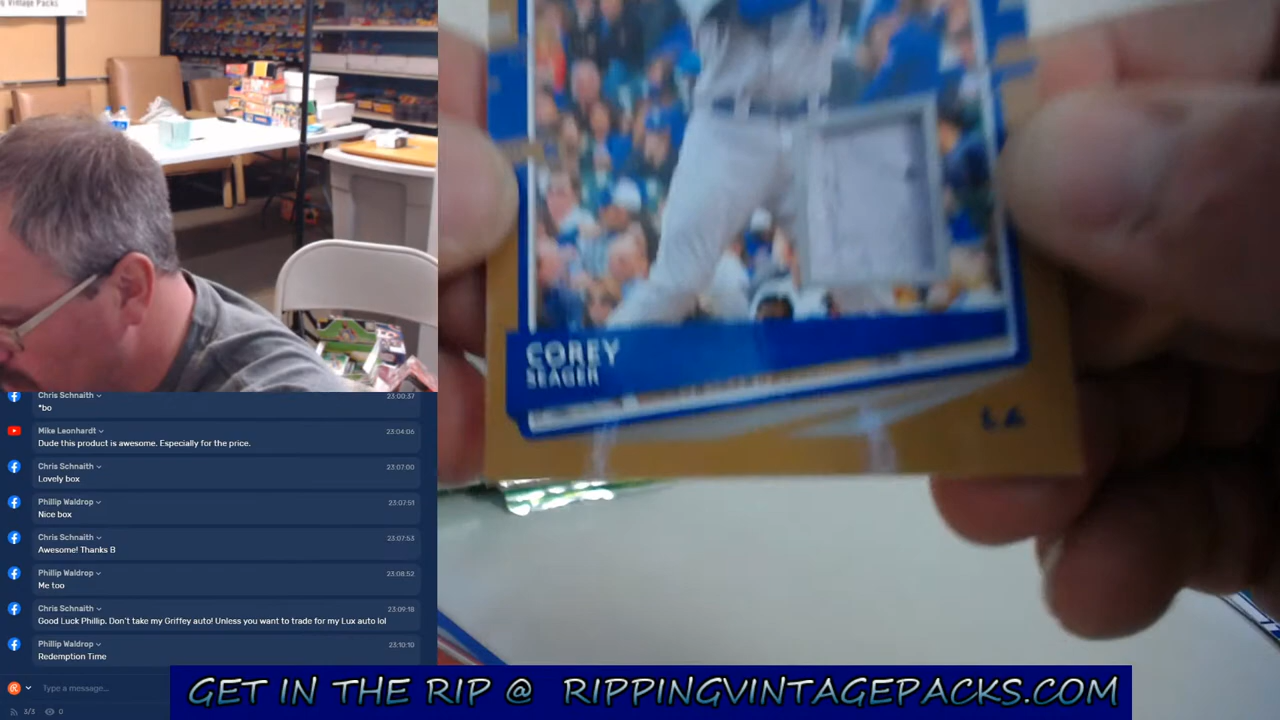 g Vintage Packs
COREY
SEAGER
LA
Chris Schnaith 23:00:37
*bo
Mike Leonhardt 23:04:06
Dude this product is awesome. Especially for the price.
Chris Schnaith 23:07:00
Lovely box
Phillip Waldrop 23:07:51
Nice box
Chris Schnaith 23:07:53
Awesome! Thanks B
Phillip Waldrop 23:08:52
Me too
Chris Schnaith 23:09:18
Good Luck Phillip. Don't take my Griffey auto! Unless you want to trade for my Lux auto lol
Phillip Waldrop 23:10:10
Redemption Time
Type a message...
3/3 0
GET IN THE RIP @ RIPPINGVINTAGEPACKS.COM